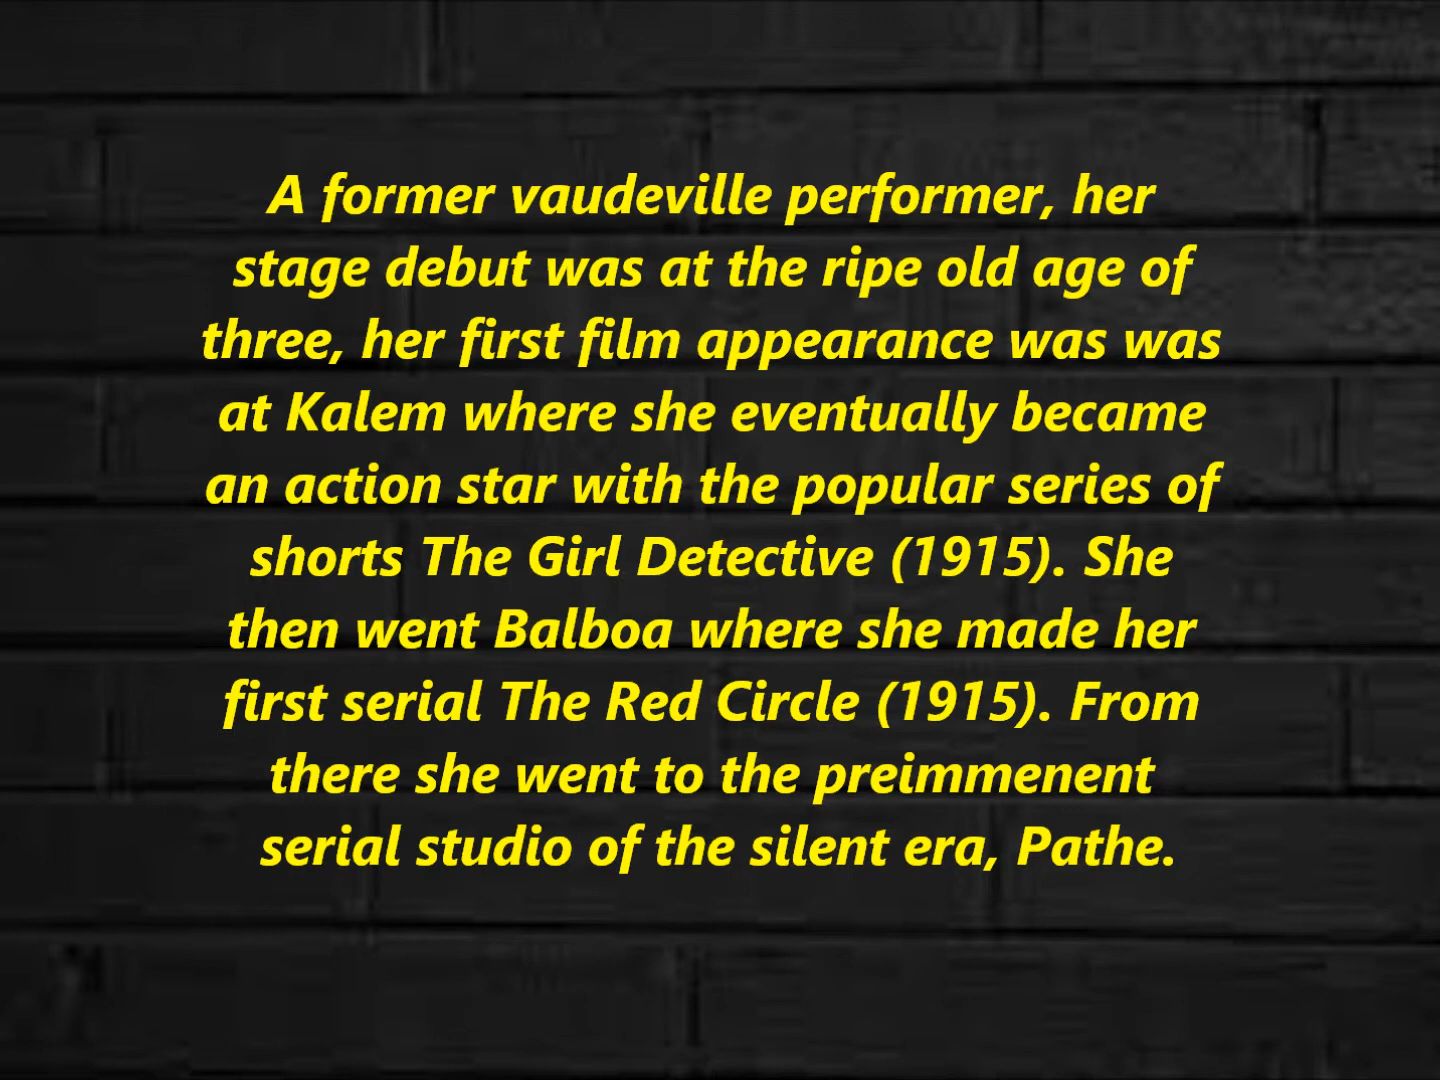 A former vaudeville performer, her
stage debut was at the ripe old age of
three, her first film appearance was was
at Kalem where she eventually became
an action star with the popular series of
shorts The Girl Detective (1915). She
then went Balboa where she made her
first serial The Red Circle (1915). From
there she went to the preimmenent
serial studio of the silent era, Pathe.